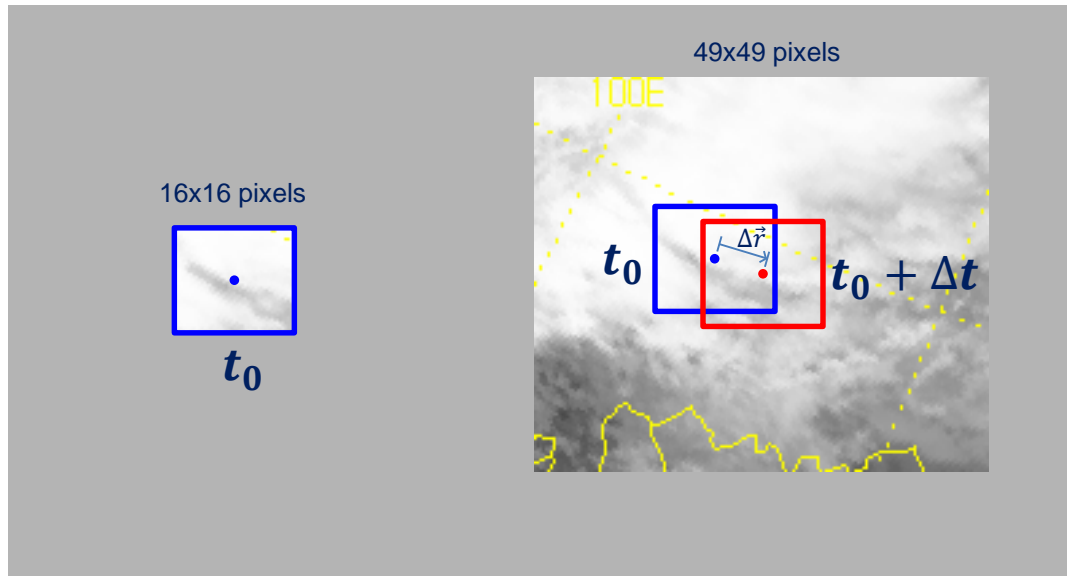 49x49 pixels
100E
16x16 pixels
Δr⃗
t₀
t₀ + Δt
t₀